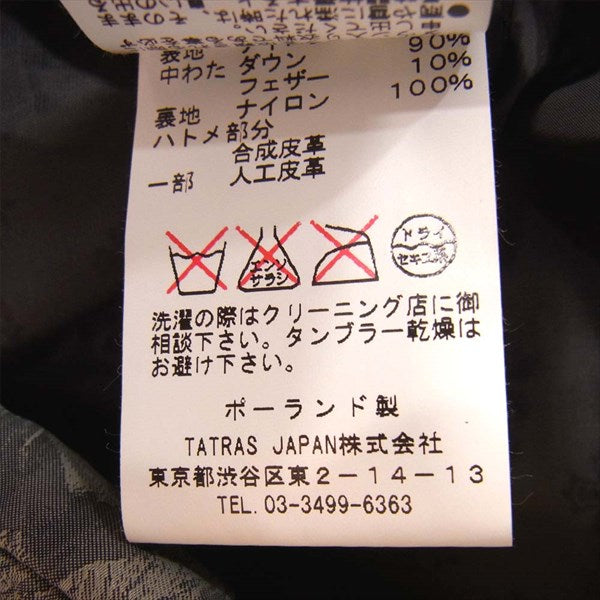 表地
90%
中わた ダウン 10%
フェザー 100%
裏地 ナイロン
ハトメ部分
合成皮革
一部 人工皮革
エンソ
サラシ
ドライ
セキユ系
洗濯の際はクリーニング店に御
相談下さい。タンブラー乾燥は
お避け下さい。
ポーランド製
TATRAS JAPAN株式会社
東京都渋谷区東2-14-13
TEL. 03-3499-6363